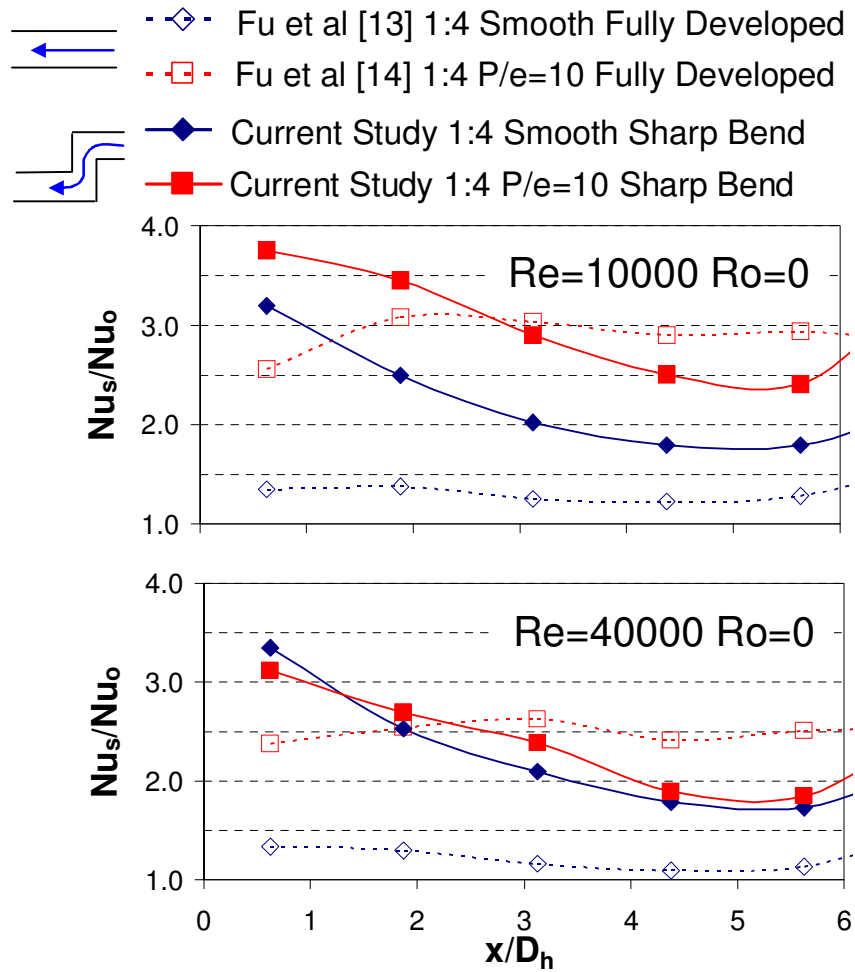 Fu et al [13] 1:4 Smooth Fully Developed
Fu et al [14] 1:4 P/e=10 Fully Developed
Current Study 1:4 Smooth Sharp Bend
Current Study 1:4 P/e=10 Sharp Bend
4.0
Re=10000 Ro=0
3.0
Nus/Nuo
2.0
1.0
4.0
Re=40000 Ro=0
3.0
Nus/Nuo
2.0
1.0
0 1 2 3 4 5 6
x/Dh